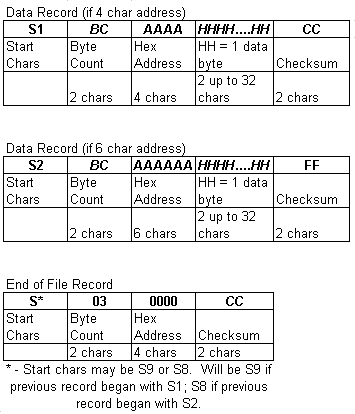 Data Record (if 4 char address)
S1 BC AAAA HHHH....HH CC
Start Byte Hex HH = 1 data
Chars Count Address byte Checksum
2 up to 32
2 chars 4 chars chars 2 chars
Data Record (if 6 char address)
S2 BC AAAAAA HHHH....HH FF
Start Byte Hex HH = 1 data
Chars Count Address byte Checksum
2 up to 32
2 chars 6 chars chars 2 chars
End of File Record
S* 03 0000 CC
Start Byte Hex
Chars Count Address Checksum
2 chars 4 chars 2 chars
* - Start chars may be S9 or S8. Will be S9 if
previous record began with S1; S8 if previous
record began with S2.